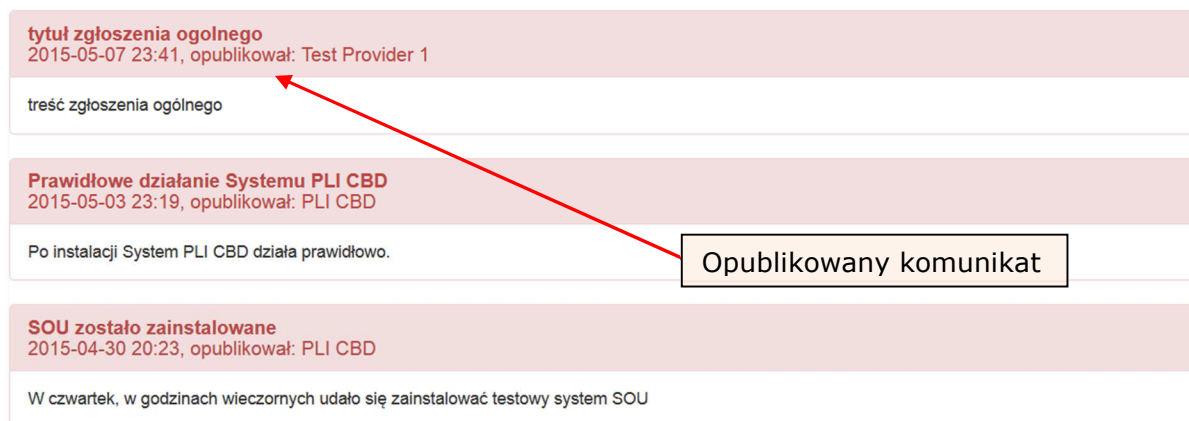 tytuł zgłoszenia ogolnego
2015-05-07 23:41, opublikował: Test Provider 1
treść zgłoszenia ogólnego
Prawidłowe działanie Systemu PLI CBD
2015-05-03 23:19, opublikował: PLI CBD
Po instalacji System PLI CBD działa prawidłowo.
Opublikowany komunikat
SOU zostało zainstalowane
2015-04-30 20:23, opublikował: PLI CBD
W czwartek, w godzinach wieczornych udało się zainstalować testowy system SOU